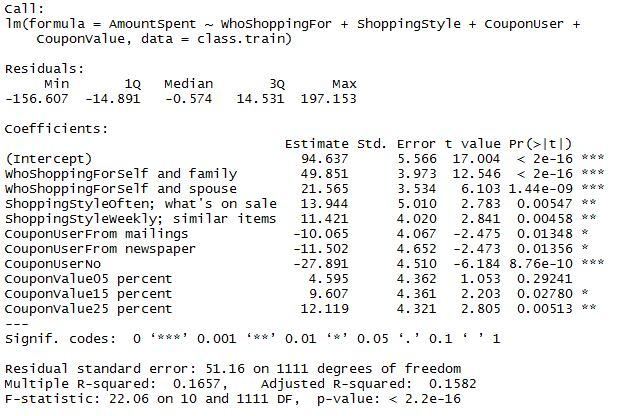 Call:
lm(formula = AmountSpent ~ WhoShoppingFor + ShoppingStyle + CouponUser +
    CouponValue, data = class.train)

Residuals:
     Min       1Q   Median       3Q      Max
-156.607  -14.891   -0.574   14.531  197.153

Coefficients:
                                  Estimate Std. Error t value Pr(>|t|)
(Intercept)                         94.637      5.566  17.004  < 2e-16 ***
WhoShoppingForSelf and family       49.851      3.973  12.546  < 2e-16 ***
WhoShoppingForSelf and spouse       21.565      3.534   6.103 1.44e-09 ***
ShoppingStyleOften; what's on sale  13.944      5.010   2.783  0.00547 **
ShoppingStyleWeekly; similar items  11.421      4.020   2.841  0.00458 **
CouponUserFrom mailings            -10.065      4.067  -2.475  0.01348 *
CouponUserFrom newspaper           -11.502      4.652  -2.473  0.01356 *
CouponUserNo                       -27.891      4.510  -6.184 8.76e-10 ***
CouponValue05 percent                4.595      4.362   1.053  0.29241
CouponValue15 percent                9.607      4.361   2.203  0.02780 *
CouponValue25 percent               12.119      4.321   2.805  0.00513 **
---
Signif. codes:  0 ‘***’ 0.001 ‘**’ 0.01 ‘*’ 0.05 ‘.’ 0.1 ‘ ’ 1

Residual standard error: 51.16 on 1111 degrees of freedom
Multiple R-squared:  0.1657,    Adjusted R-squared:  0.1582
F-statistic: 22.06 on 10 and 1111 DF,  p-value: < 2.2e-16